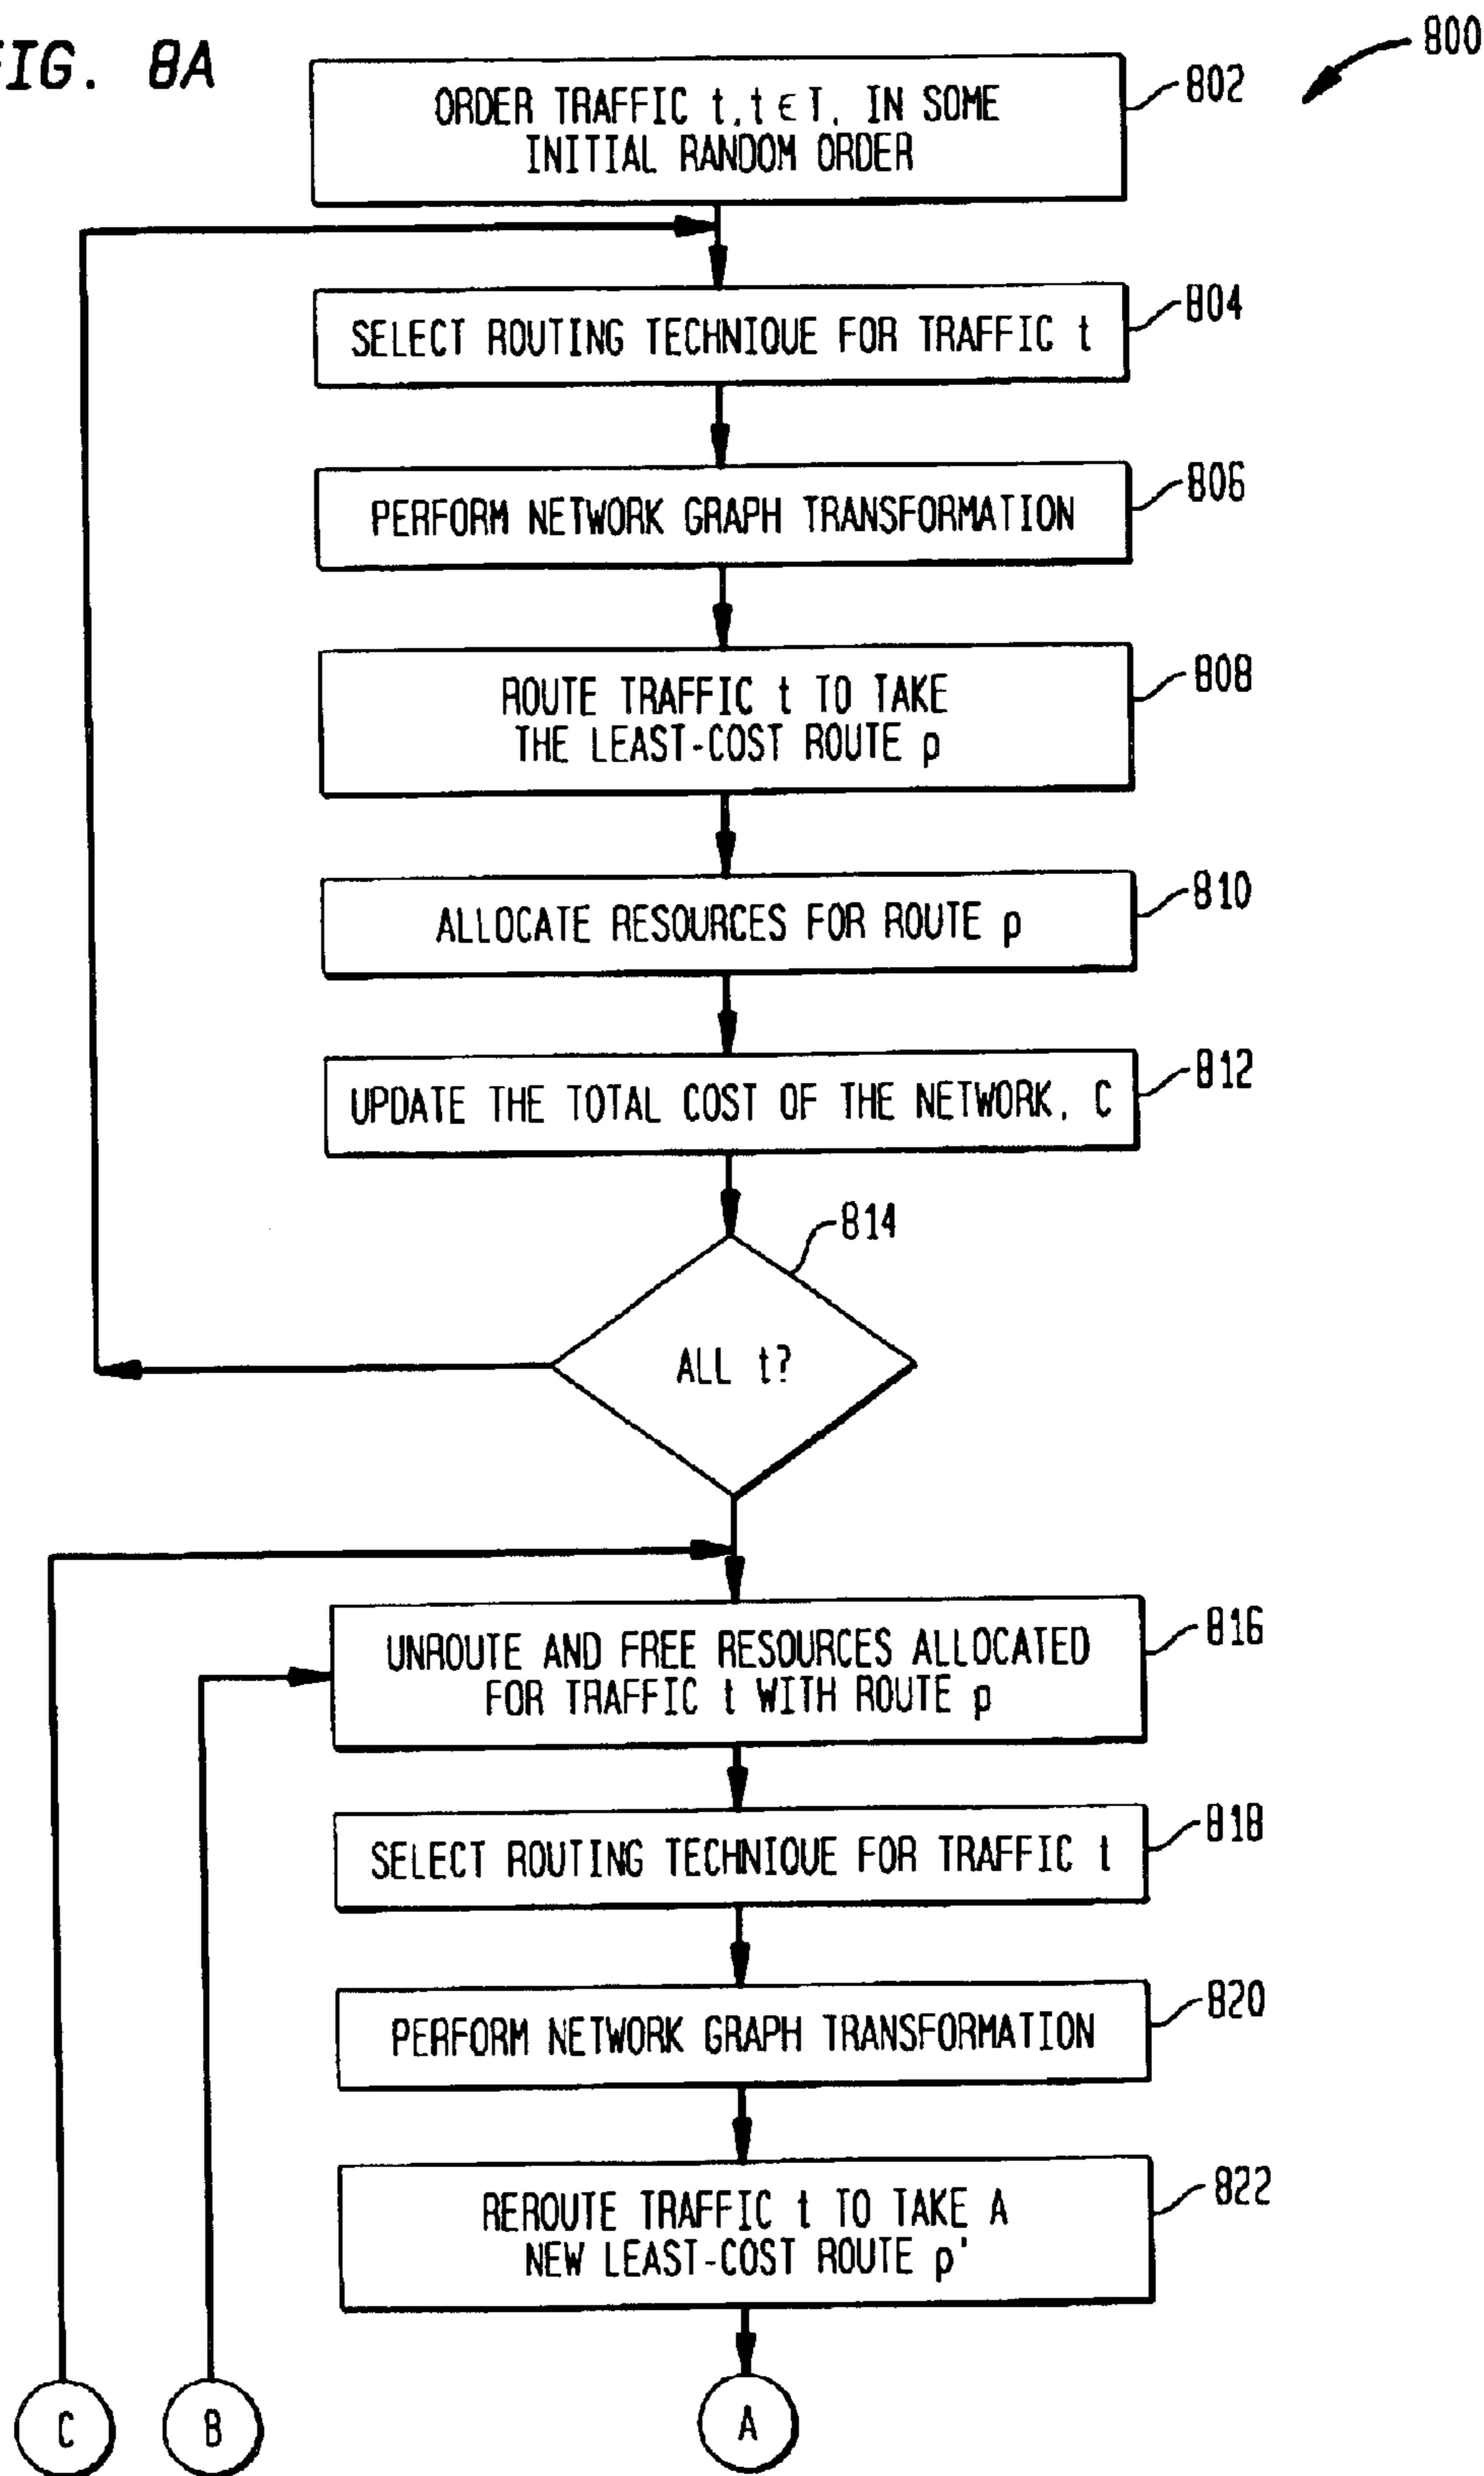 FIG. 8A
800
ORDER TRAFFIC t, t ϵ T, IN SOME
INITIAL RANDOM ORDER
802
SELECT ROUTING TECHNIQUE FOR TRAFFIC t
804
PERFORM NETWORK GRAPH TRANSFORMATION
806
ROUTE TRAFFIC t TO TAKE
THE LEAST-COST ROUTE p
808
ALLOCATE RESOURCES FOR ROUTE p
810
UPDATE THE TOTAL COST OF THE NETWORK, C
812
814
ALL t?
UNROUTE AND FREE RESOURCES ALLOCATED
FOR TRAFFIC t WITH ROUTE p
816
SELECT ROUTING TECHNIQUE FOR TRAFFIC t
818
PERFORM NETWORK GRAPH TRANSFORMATION
820
REROUTE TRAFFIC t TO TAKE A
NEW LEAST-COST ROUTE p'
822
C
B
A